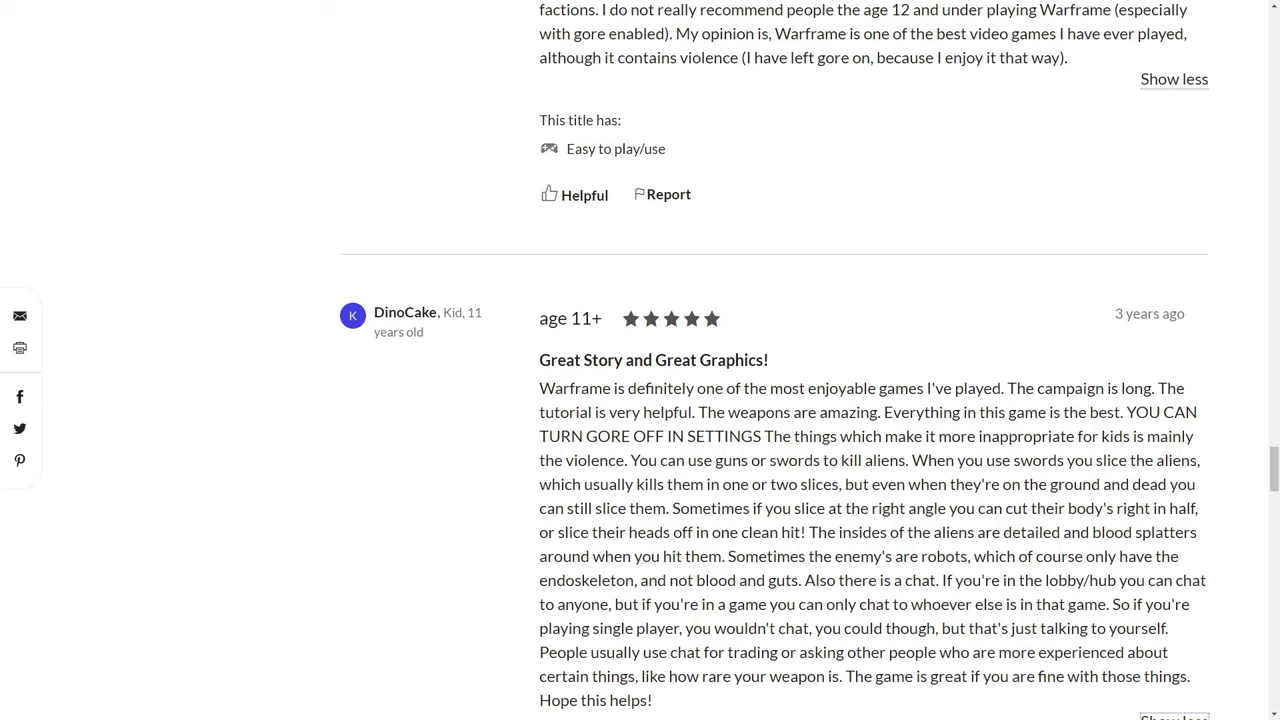 factions. I do not really recommend people the age 12 and under playing Warframe (especially
with gore enabled). My opinion is, Warframe is one of the best video games I have ever played,
although it contains violence (I have left gore on, because I enjoy it that way).
Show less
This title has:
Easy to play/use
Helpful
Report
K
DinoCake, Kid, 11
years old
age 11+
3 years ago
Great Story and Great Graphics!
Warframe is definitely one of the most enjoyable games I've played. The campaign is long. The
tutorial is very helpful. The weapons are amazing. Everything in this game is the best. YOU CAN
TURN GORE OFF IN SETTINGS The things which make it more inappropriate for kids is mainly
the violence. You can use guns or swords to kill aliens. When you use swords you slice the aliens,
which usually kills them in one or two slices, but even when they're on the ground and dead you
can still slice them. Sometimes if you slice at the right angle you can cut their body's right in half,
or slice their heads off in one clean hit! The insides of the aliens are detailed and blood splatters
around when you hit them. Sometimes the enemy's are robots, which of course only have the
endoskeleton, and not blood and guts. Also there is a chat. If you're in the lobby/hub you can chat
to anyone, but if you're in a game you can only chat to whoever else is in that game. So if you're
playing single player, you wouldn't chat, you could though, but that's just talking to yourself.
People usually use chat for trading or asking other people who are more experienced about
certain things, like how rare your weapon is. The game is great if you are fine with those things.
Hope this helps!
Show less